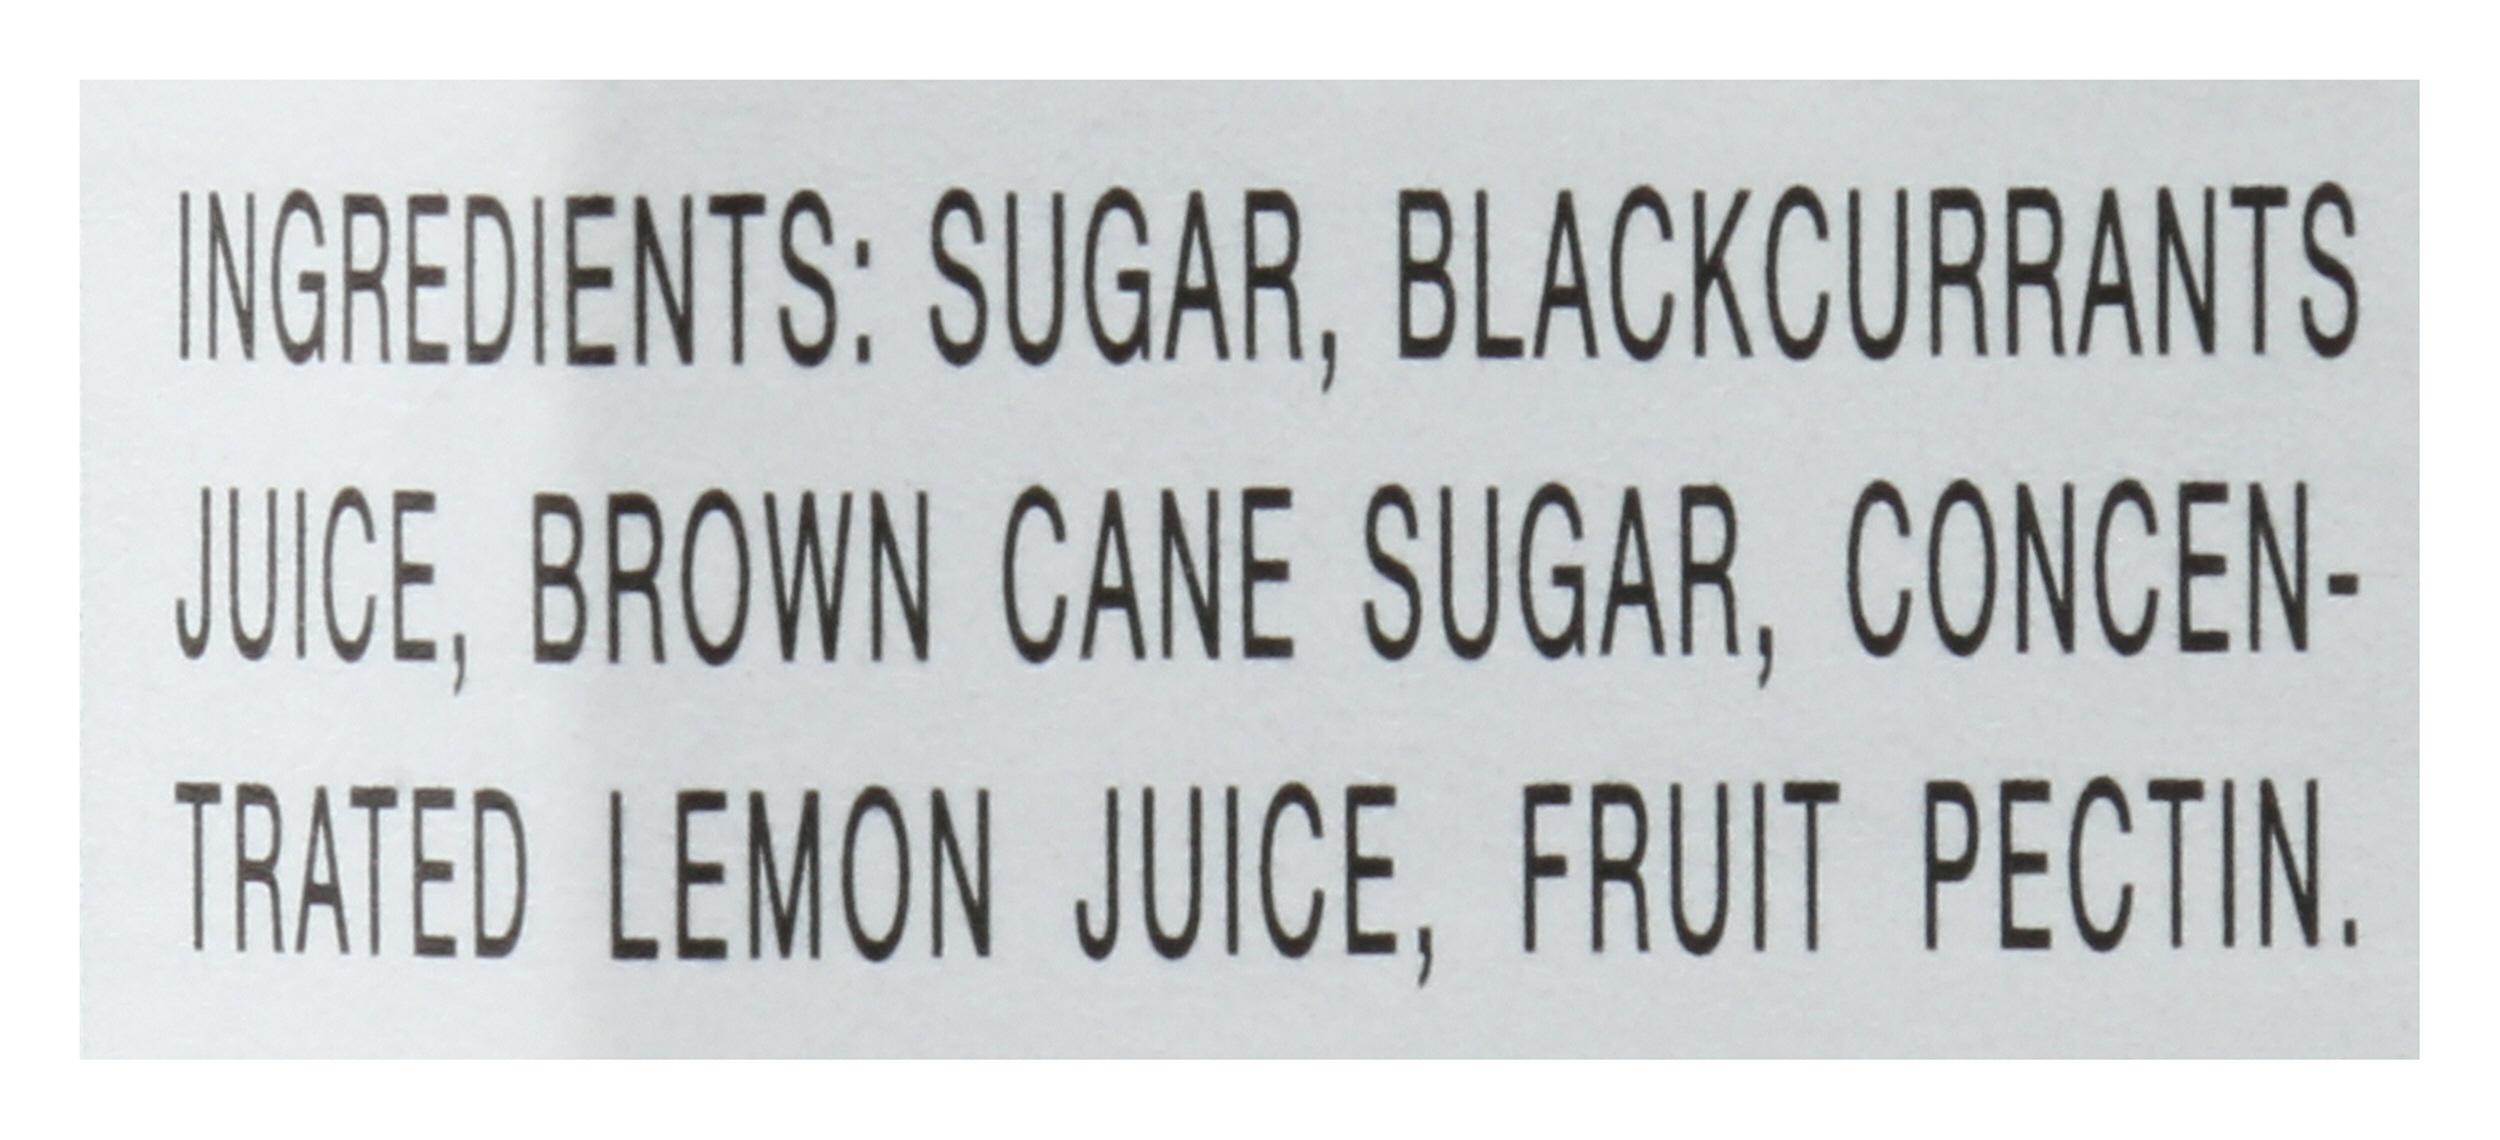 INGREDIENTS: SUGAR, BLACKCURRANTS
JUICE, BROWN CANE SUGAR, CONCEN-
TRATED LEMON JUICE, FRUIT PECTIN.